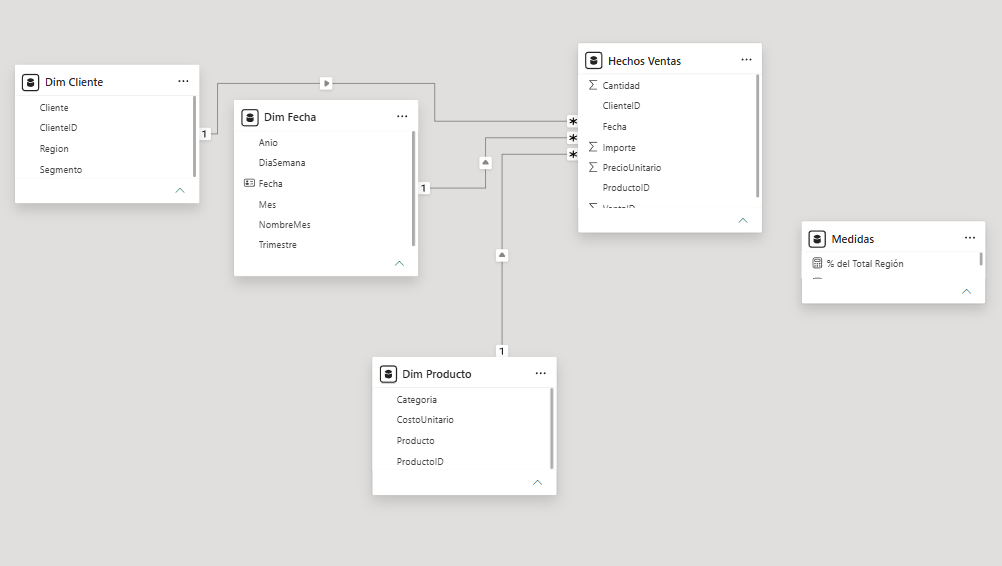 Dim Cliente
Cliente
ClienteID
Region
Segmento
1
Dim Fecha
Anio
DiaSemana
Fecha
Mes
NombreMes
Trimestre
1
Hechos Ventas
Cantidad
ClienteID
Fecha
Importe
PrecioUnitario
ProductoID
VentaID
*
*
*
Medidas
% del Total Región
1
Dim Producto
Categoria
CostoUnitario
Producto
ProductoID